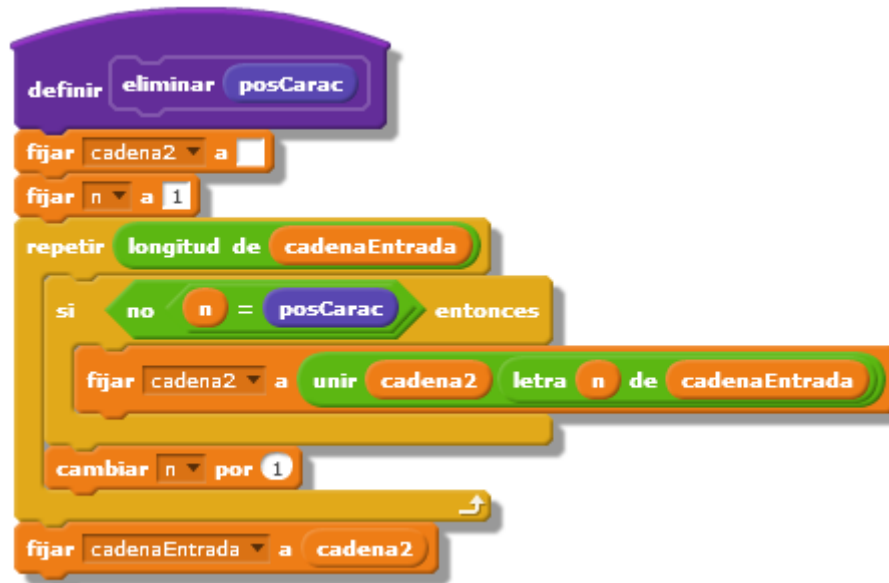 definir eliminar posCarac
fijar cadena2 a
fijar n a 1
repetir longitud de cadenaEntrada
si no n = posCarac entonces
fijar cadena2 a unir cadena2 letra n de cadenaEntrada
cambiar n por 1
fijar cadenaEntrada a cadena2